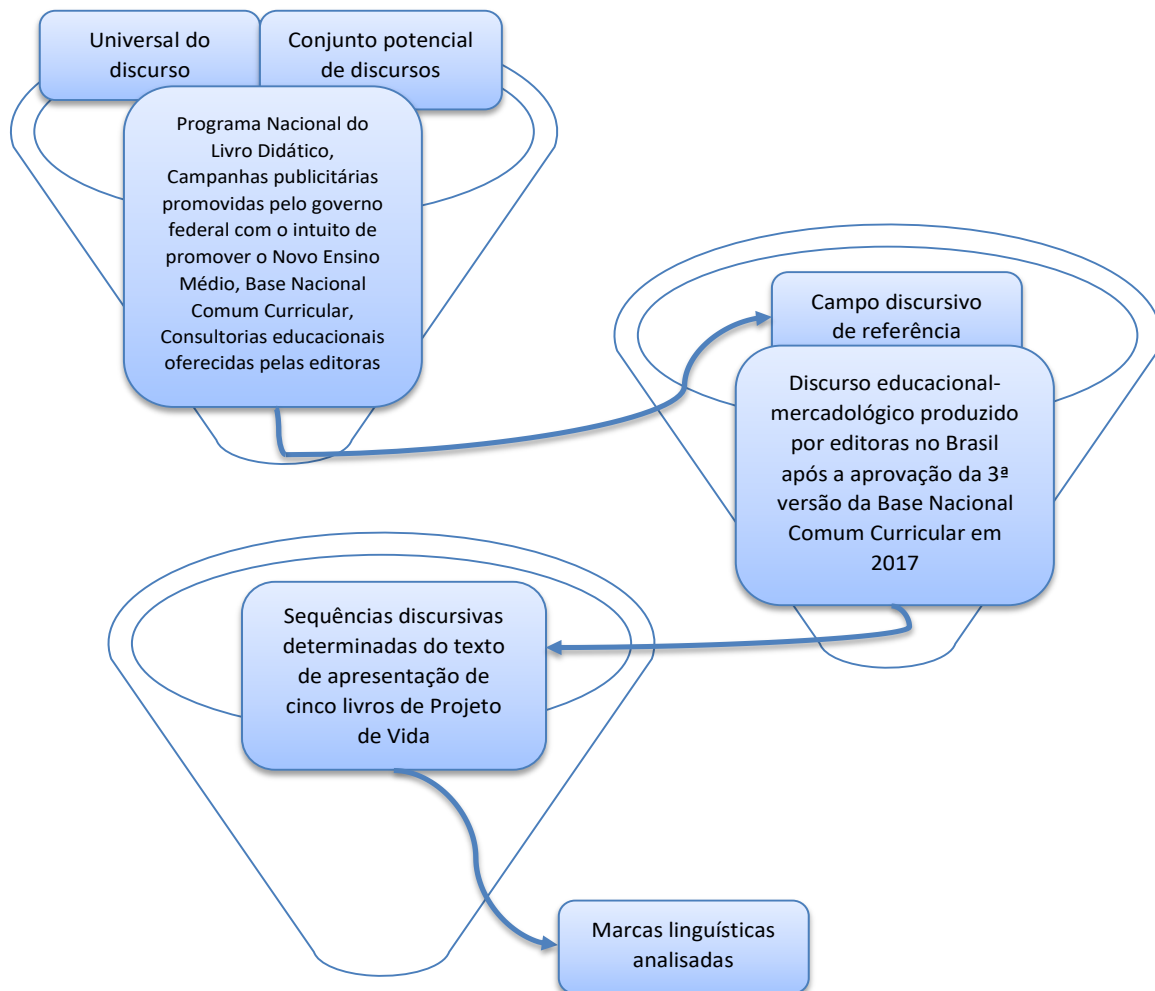 Universal do
discurso
Conjunto potencial
de discursos
Programa Nacional do
Livro Didático,
Campanhas publicitárias
promovidas pelo governo
federal com o intuito de
promover o Novo Ensino
Médio, Base Nacional
Comum Curricular,
Consultorias educacionais
oferecidas pelas editoras
Campo discursivo
de referência
Discurso educacional-
mercadológico produzido
por editoras no Brasil
após a aprovação da 3ª
versão da Base Nacional
Comum Curricular em
2017
Sequências discursivas
determinadas do texto
de apresentação de
cinco livros de Projeto
de Vida
Marcas linguísticas
analisadas